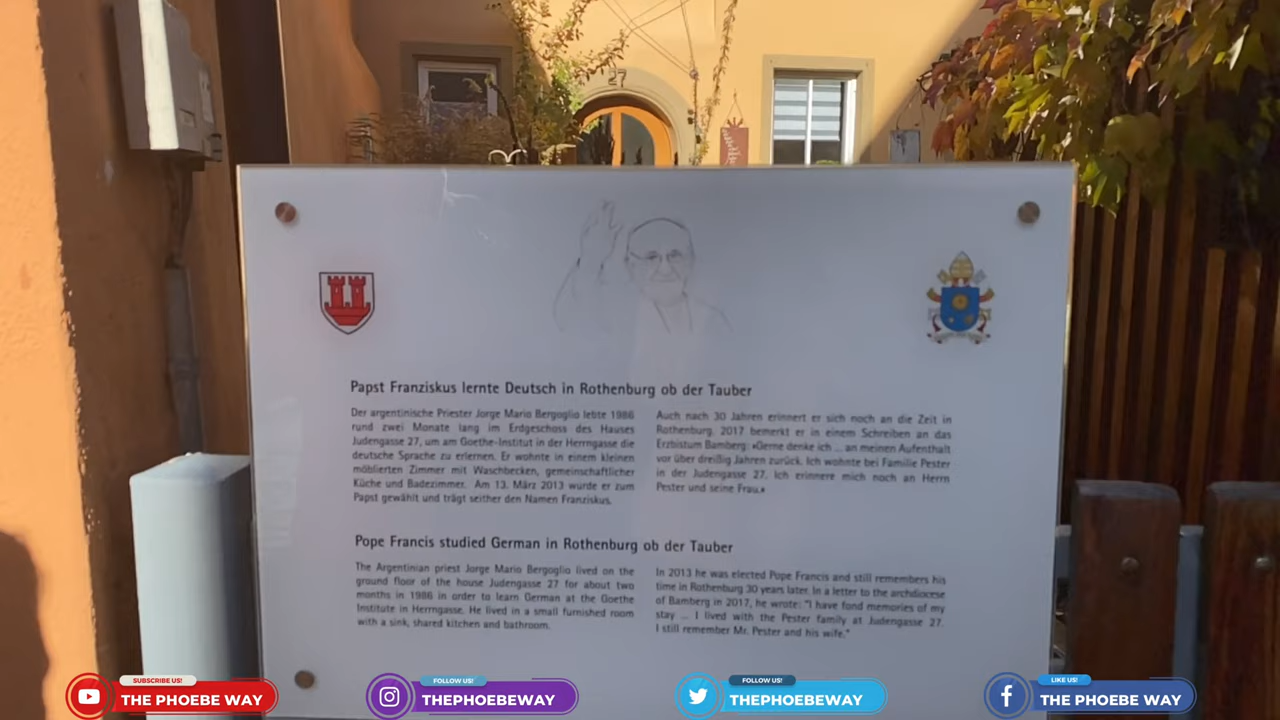 27
Papst Franziskus lernte Deutsch in Rothenburg ob der Tauber
Der argentinische Priester Jorge Mario Bergoglio lebte 1986
rund zwei Monate lang im Erdgeschoss des Hauses
Judengasse 27, um am Goethe-Institut in der Herrngasse die
deutsche Sprache zu erlernen. Er wohnte in einem kleinen
möblierten Zimmer mit Waschbecken, gemeinschaftlicher
Küche und Badezimmer. Am 13. März 2013 wurde er zum
Papst gewählt und trägt seither den Namen Franziskus.
Auch nach 30 Jahren erinnert er sich noch an die Zeit in
Rothenburg. 2017 bemerkt er in einem Schreiben an das
Erzbistum Bamberg: «Gerne denke ich ... an meinen Aufenthalt
vor über dreißig Jahren zurück. Ich wohnte bei Familie Pester
in der Judengasse 27. Ich erinnere mich noch an Herrn
Pester und seine Frau.»
Pope Francis studied German in Rothenburg ob der Tauber
The Argentinian priest Jorge Mario Bergoglio lived on the
ground floor of the house Judengasse 27 for about two
months in 1986 in order to learn German at the Goethe
Institute in Herrngasse. He lived in a small furnished room
with a sink, shared kitchen and bathroom.
In 2013 he was elected Pope Francis and still remembers his
time in Rothenburg 30 years later. In a letter to the archdiocese
of Bamberg in 2017, he wrote: "I have fond memories of my
stay ... I lived with the Pester family at Judengasse 27.
I still remember Mr. Pester and his wife."
SUBSCRIBE US!
THE PHOEBE WAY
FOLLOW US!
THEPHOEBEWAY
FOLLOW US!
THEPHOEBEWAY
LIKE US!
THE PHOEBE WAY